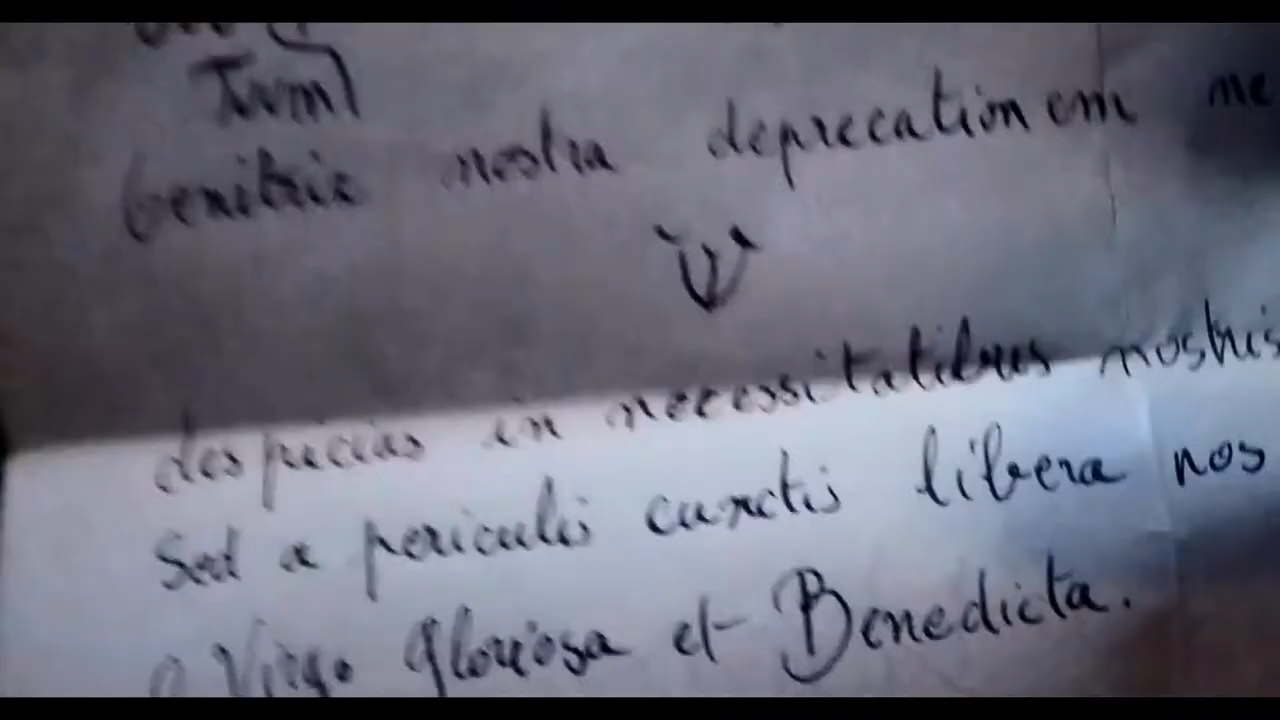 Tuum
Genitrix nostra deprecationem ne
despicias in necessitatibus nostris
Sed a periculis cunctis libera nos
O Virgo Gloriosa et Benedicta.